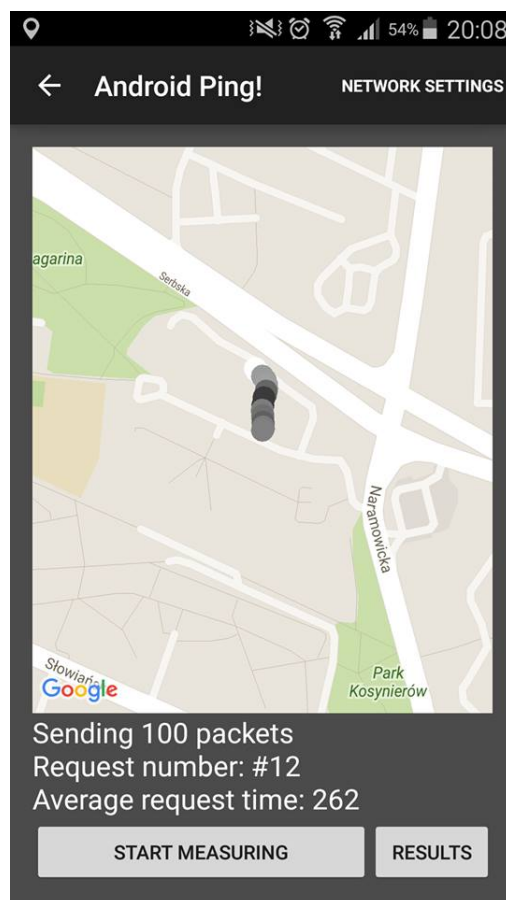 54% 20:08
Android Ping! NETWORK SETTINGS
agarina
Serbska
Naramowicka
Słowiańs
Park
Kosynierów
Google
Sending 100 packets
Request number: #12
Average request time: 262
START MEASURING RESULTS